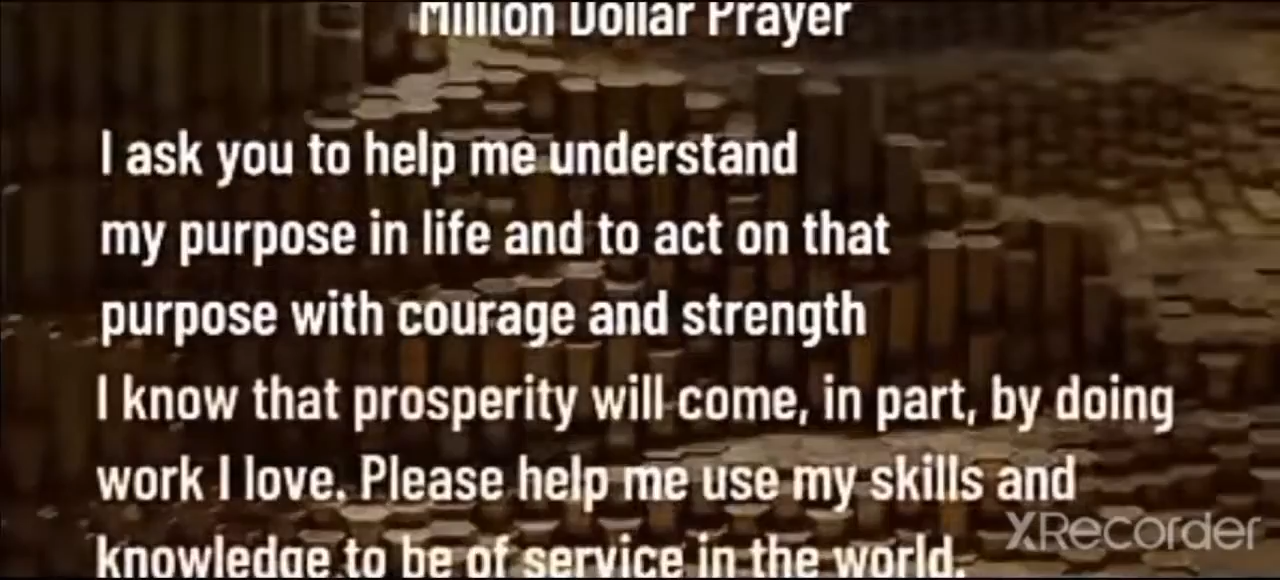 Million Dollar Prayer
I ask you to help me understand
my purpose in life and to act on that
purpose with courage and strength
I know that prosperity will come, in part, by doing
work I love. Please help me use my skills and
knowledge to be of service in the world.
XRecorder